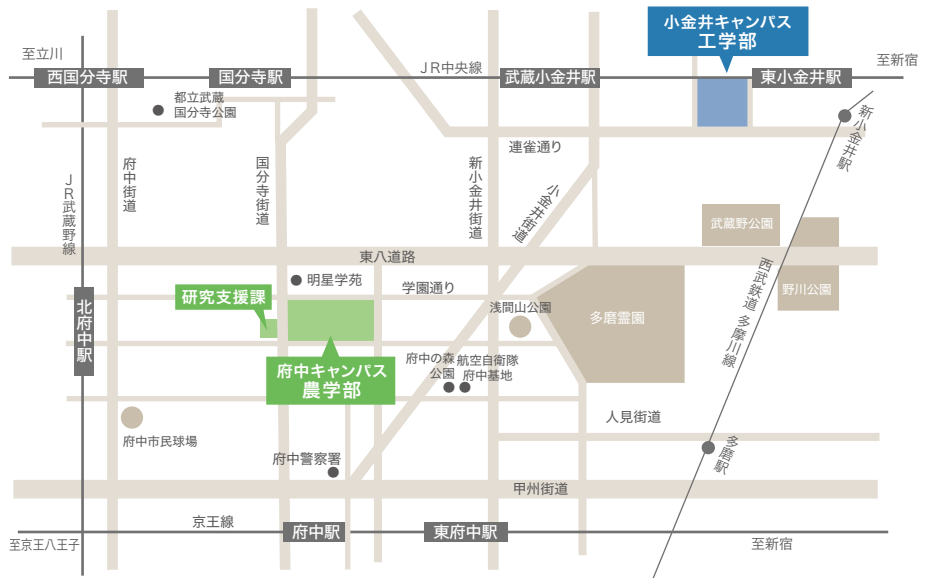 小金井キャンパス
工学部
至立川
JR中央線
至新宿
西国分寺駅
国分寺駅
武蔵小金井駅
東小金井駅
都立武蔵
国分寺公園
新小金井駅
連雀通り
府中街道
国分寺街道
新小金井街道
小金井街道
JR武蔵野線
武蔵野公園
東八道路
西武鉄道 多摩川線
明星学苑
学園通り
野川公園
研究支援課
浅間山公園
多磨霊園
北府中駅
府中キャンパス
農学部
府中の森
公園
航空自衛隊
府中基地
人見街道
府中市民球場
多磨駅
府中警察署
甲州街道
京王線
府中駅
東府中駅
至京王八王子
至新宿